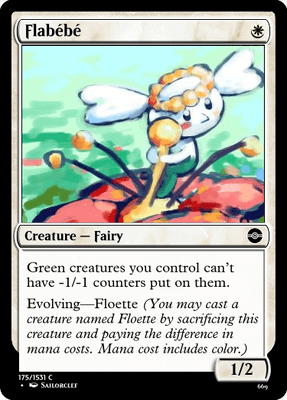 Flabébé
Creature — Fairy
Green creatures you control can't
have -1/-1 counters put on them.
Evolving—Floette (You may cast a
creature named Floette by sacrificing this
creature and paying the difference in
mana costs. Mana cost includes color.)
1/2
175/1531 C
• Sailorclef
669